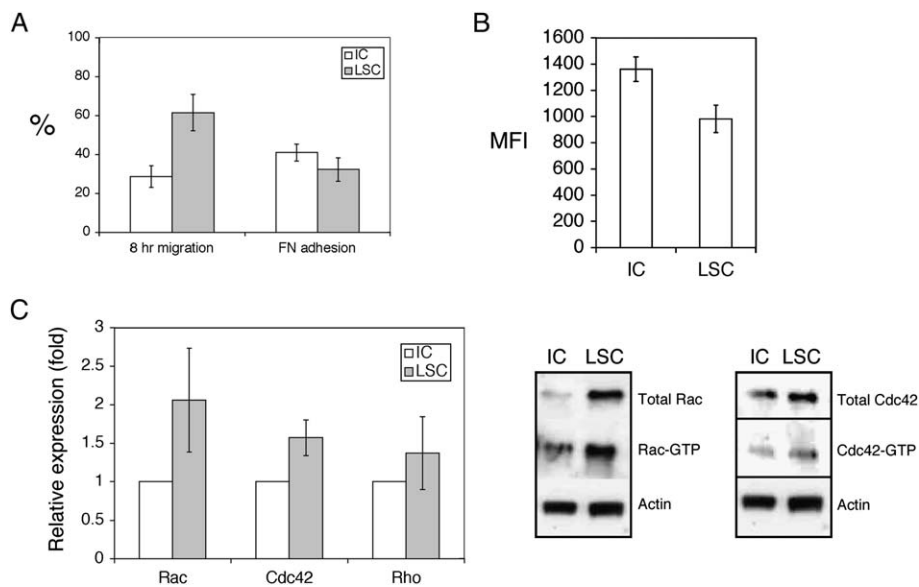 A
100
80
60
40
20
0
%
IC
LSC
8 hr migration
FN adhesion
B
1600
1400
1200
1000
800
600
400
200
0
MFI
IC
LSC
C
Relative expression (fold)
3
2.5
2
1.5
1
0.5
0
IC
LSC
Rac
Cdc42
Rho
IC LSC
Total Rac
Rac-GTP
Actin
IC LSC
Total Cdc42
Cdc42-GTP
Actin